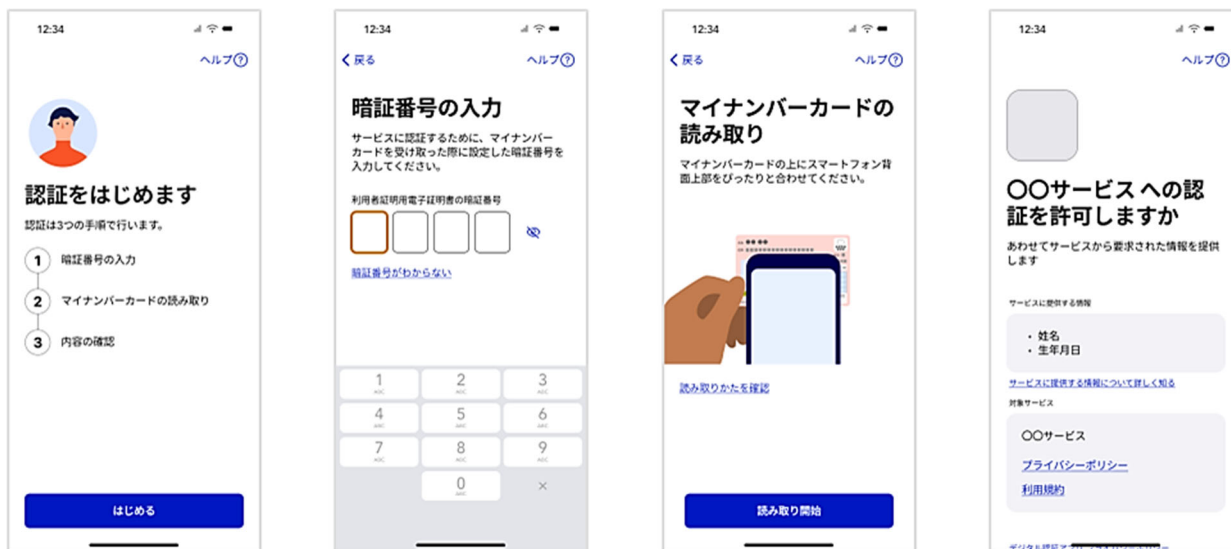 12:34
ヘルプ?
認証をはじめます
認証は3つの手順で行います。
1 暗証番号の入力
2 マイナンバーカードの読み取り
3 内容の確認
はじめる
12:34
戻る ヘルプ?
暗証番号の入力
サービスに認証するために、マイナンバー
カードを受け取った際に設定した暗証番号を
入力してください。
利用者証明用電子証明書の暗証番号
暗証番号がわからない
1 2 3
4 5 6
7 8 9
0 ×
12:34
戻る ヘルプ?
マイナンバーカードの
読み取り
マイナンバーカードの上にスマートフォン背
面上部をぴったりと合わせてください。
読み取りかたを確認
読み取り開始
12:34
ヘルプ?
〇〇サービス への認
証を許可しますか
あわせてサービスから要求された情報を提供
します
サービスに提供する情報
・姓名
・生年月日
サービスに提供する情報について詳しく知る
対象サービス
〇〇サービス
プライバシーポリシー
利用規約